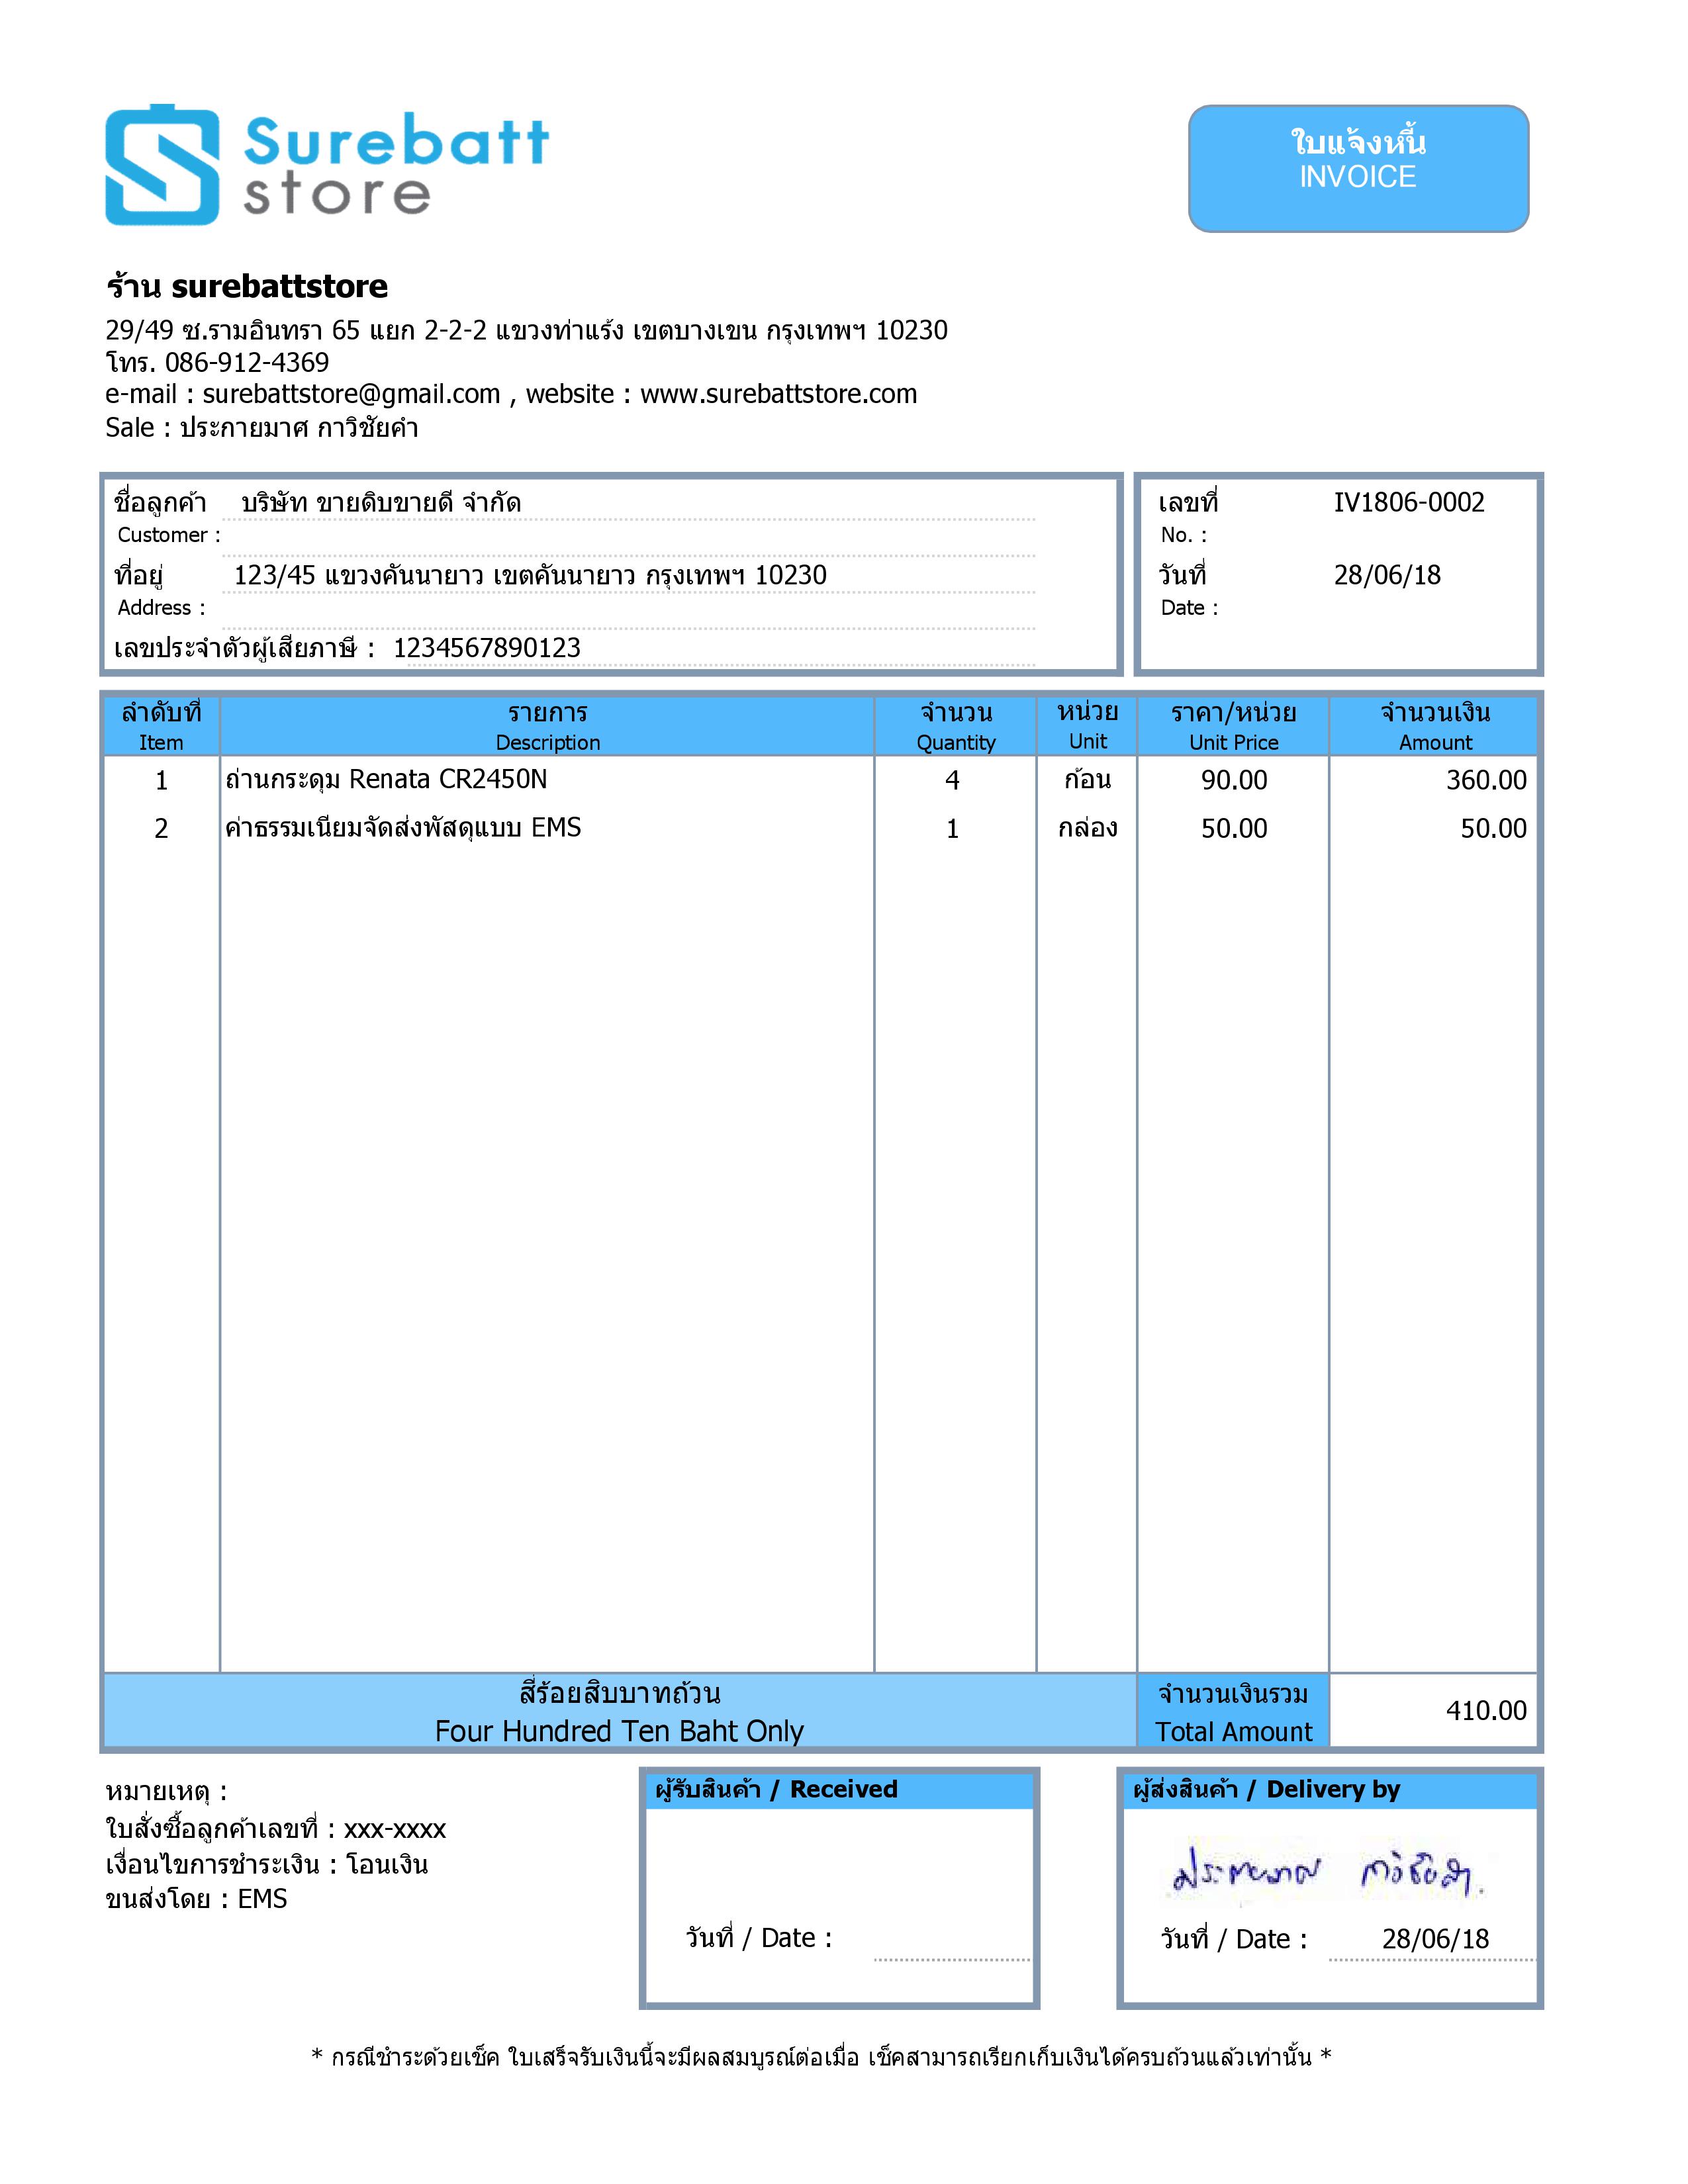 Surebatt
store
ใบแจ้งหนี้
INVOICE
ร้าน surebattstore
29/49 ซ.รามอินทรา 65 แยก 2-2-2 แขวงท่าแร้ง เขตบางเขน กรุงเทพฯ 10230
โทร. 086-912-4369
e-mail : surebattstore@gmail.com , website : www.surebattstore.com
Sale : ประกายมาศ กาวิชัยคำ
ชื่อลูกค้า บริษัท ขายดิบขายดี จำกัด
Customer :
ที่อยู่ 123/45 แขวงคันนายาว เขตคันนายาว กรุงเทพฯ 10230
Address :
เลขประจำตัวผู้เสียภาษี : 1234567890123
เลขที่ IV1806-0002
No. :
วันที่ 28/06/18
Date :
ลำดับที่ รายการ จำนวน หน่วย ราคา/หน่วย จำนวนเงิน
Item Description Quantity Unit Unit Price Amount
1 ถ่านกระดุม Renata CR2450N 4 ก้อน 90.00 360.00
2 ค่าธรรมเนียมจัดส่งพัสดุแบบ EMS 1 กล่อง 50.00 50.00
สี่ร้อยสิบบาทถ้วน
Four Hundred Ten Baht Only
จำนวนเงินรวม
Total Amount
410.00
หมายเหตุ :
ใบสั่งซื้อลูกค้าเลขที่ : xxx-xxxx
เงื่อนไขการชำระเงิน : โอนเงิน
ขนส่งโดย : EMS
ผู้รับสินค้า / Received
วันที่ / Date :
ผู้ส่งสินค้า / Delivery by
ประกายมาศ กาวิชัยคำ
วันที่ / Date : 28/06/18
* กรณีชำระด้วยเช็ค ใบเสร็จรับเงินนี้จะมีผลสมบูรณ์ต่อเมื่อ เช็คสามารถเรียกเก็บเงินได้ครบถ้วนแล้วเท่านั้น *